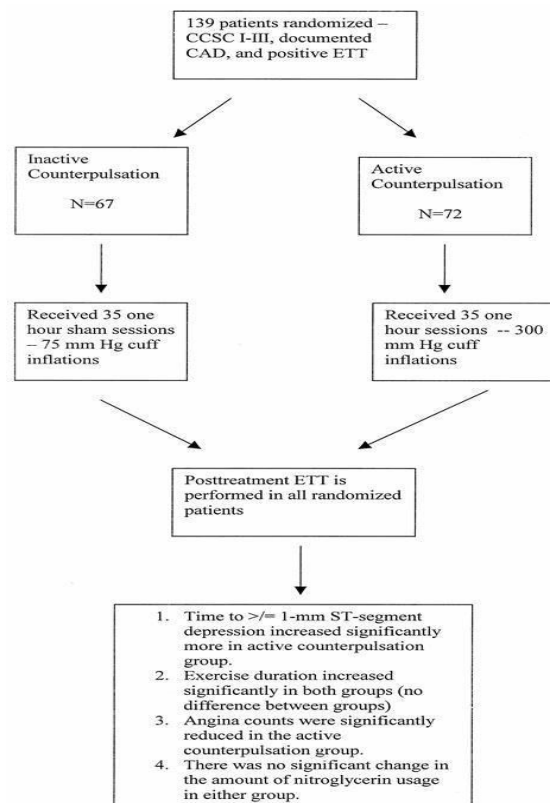 139 patients randomized –
CCSC I-III, documented
CAD, and positive ETT
Inactive
Counterpulsation
N=67
Active
Counterpulsation
N=72
Received 35 one
hour sham sessions
– 75 mm Hg cuff
inflations
Received 35 one
hour sessions -- 300
mm Hg cuff
inflations
Posttreatment ETT is
performed in all randomized
patients
1. Time to >/= 1-mm ST-segment
depression increased significantly
more in active counterpulsation
group.
2. Exercise duration increased
significantly in both groups (no
difference between groups)
3. Angina counts were significantly
reduced in the active
counterpulsation group.
4. There was no significant change in
the amount of nitroglycerin usage
in either group.